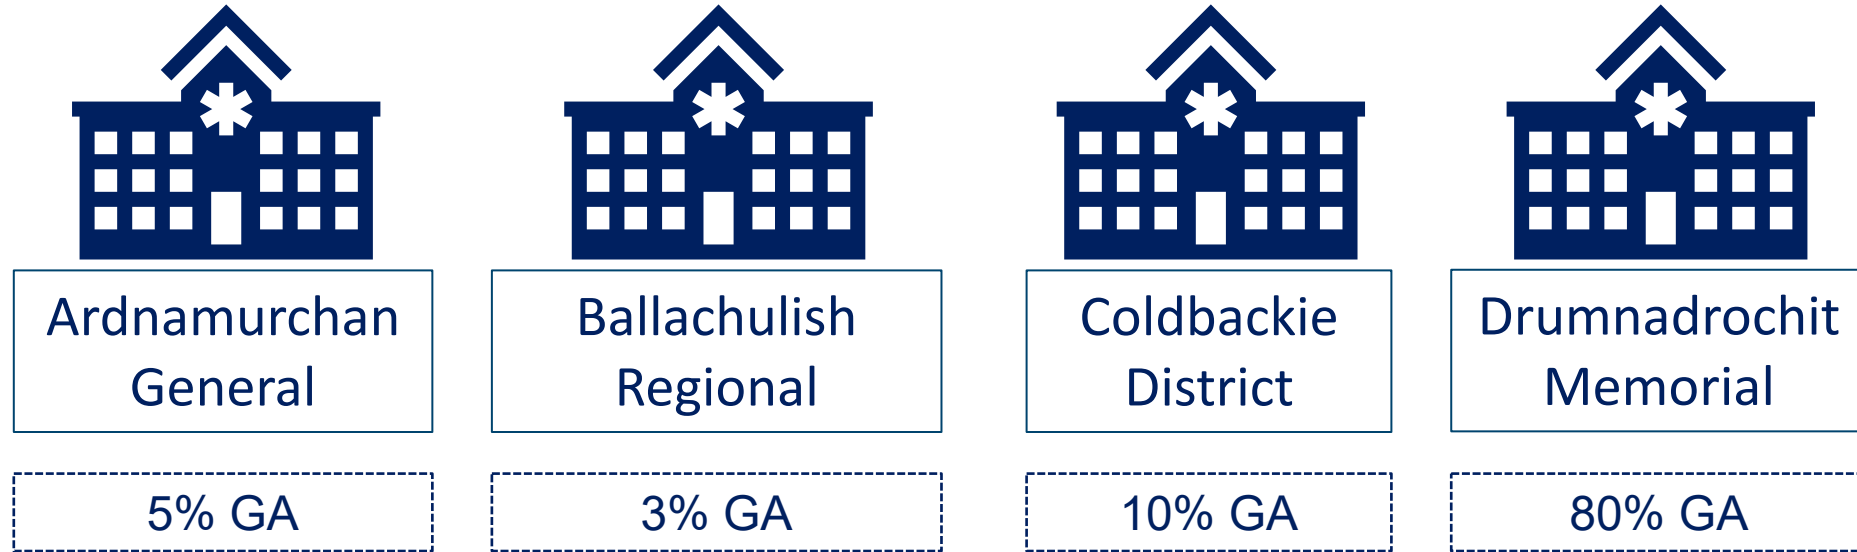 Ardnamurchan
General
Ballachulish
Regional
Coldbackie
District
Drumnadrochit
Memorial
5% GA
3% GA
10% GA
80% GA